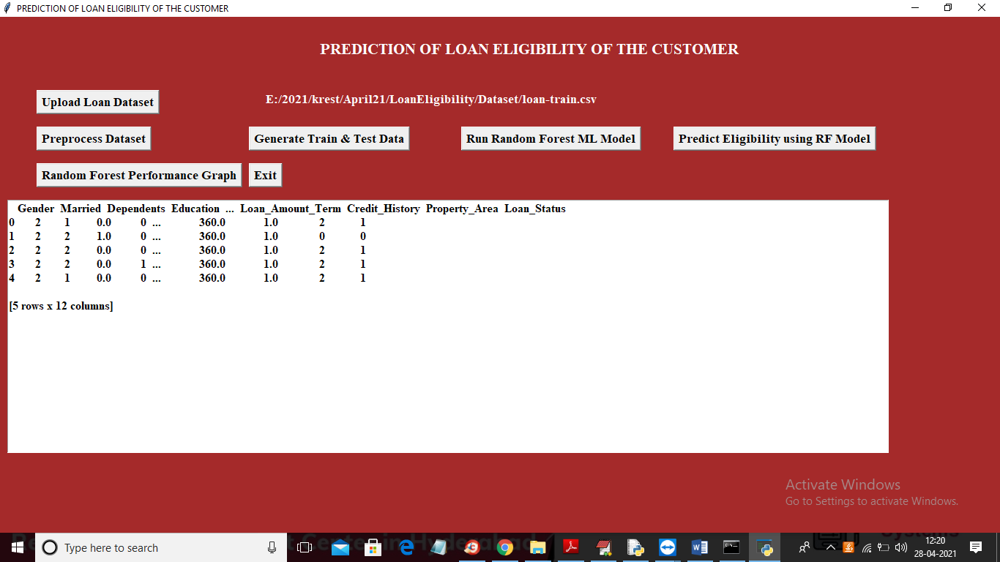 PREDICTION OF LOAN ELIGIBILITY OF THE CUSTOMER
PREDICTION OF LOAN ELIGIBILITY OF THE CUSTOMER
Upload Loan Dataset E:/2021/krest/April21/LoanEligibility/Dataset/loan-train.csv
Preprocess Dataset Generate Train & Test Data Run Random Forest ML Model Predict Eligibility using RF Model
Random Forest Performance Graph Exit
Gender Married Dependents Education ... Loan_Amount_Term Credit_History Property_Area Loan_Status
0 2 1 0.0 0 ... 360.0 1.0 2 1
1 2 2 1.0 0 ... 360.0 1.0 0 0
2 2 2 0.0 0 ... 360.0 1.0 2 1
3 2 2 0.0 1 ... 360.0 1.0 2 1
4 2 1 0.0 0 ... 360.0 1.0 2 1
[5 rows x 12 columns]
Activate Windows
Go to Settings to activate Windows.
Type here to search
12:20
28-04-2021